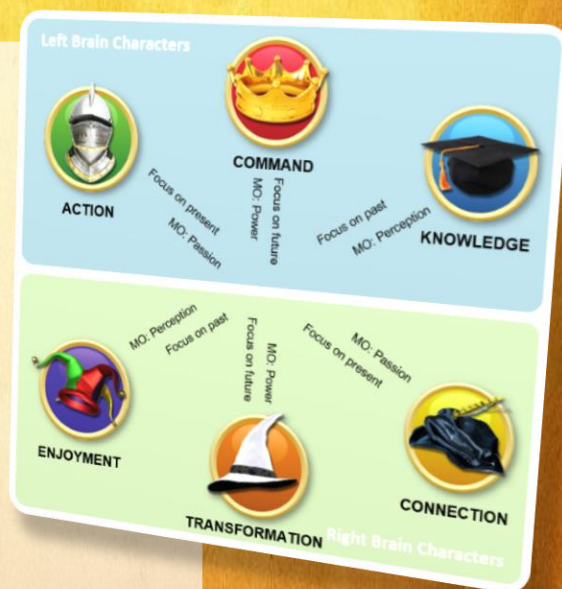 Left Brain Characters
COMMAND
ACTION
KNOWLEDGE
Focus on present
MO: Passion
Focus on future
MO: Power
Focus on past
MO: Perception
MO: Perception
Focus on past
MO: Power
Focus on future
MO: Passion
Focus on present
ENJOYMENT
TRANSFORMATION
CONNECTION
Right Brain Characters